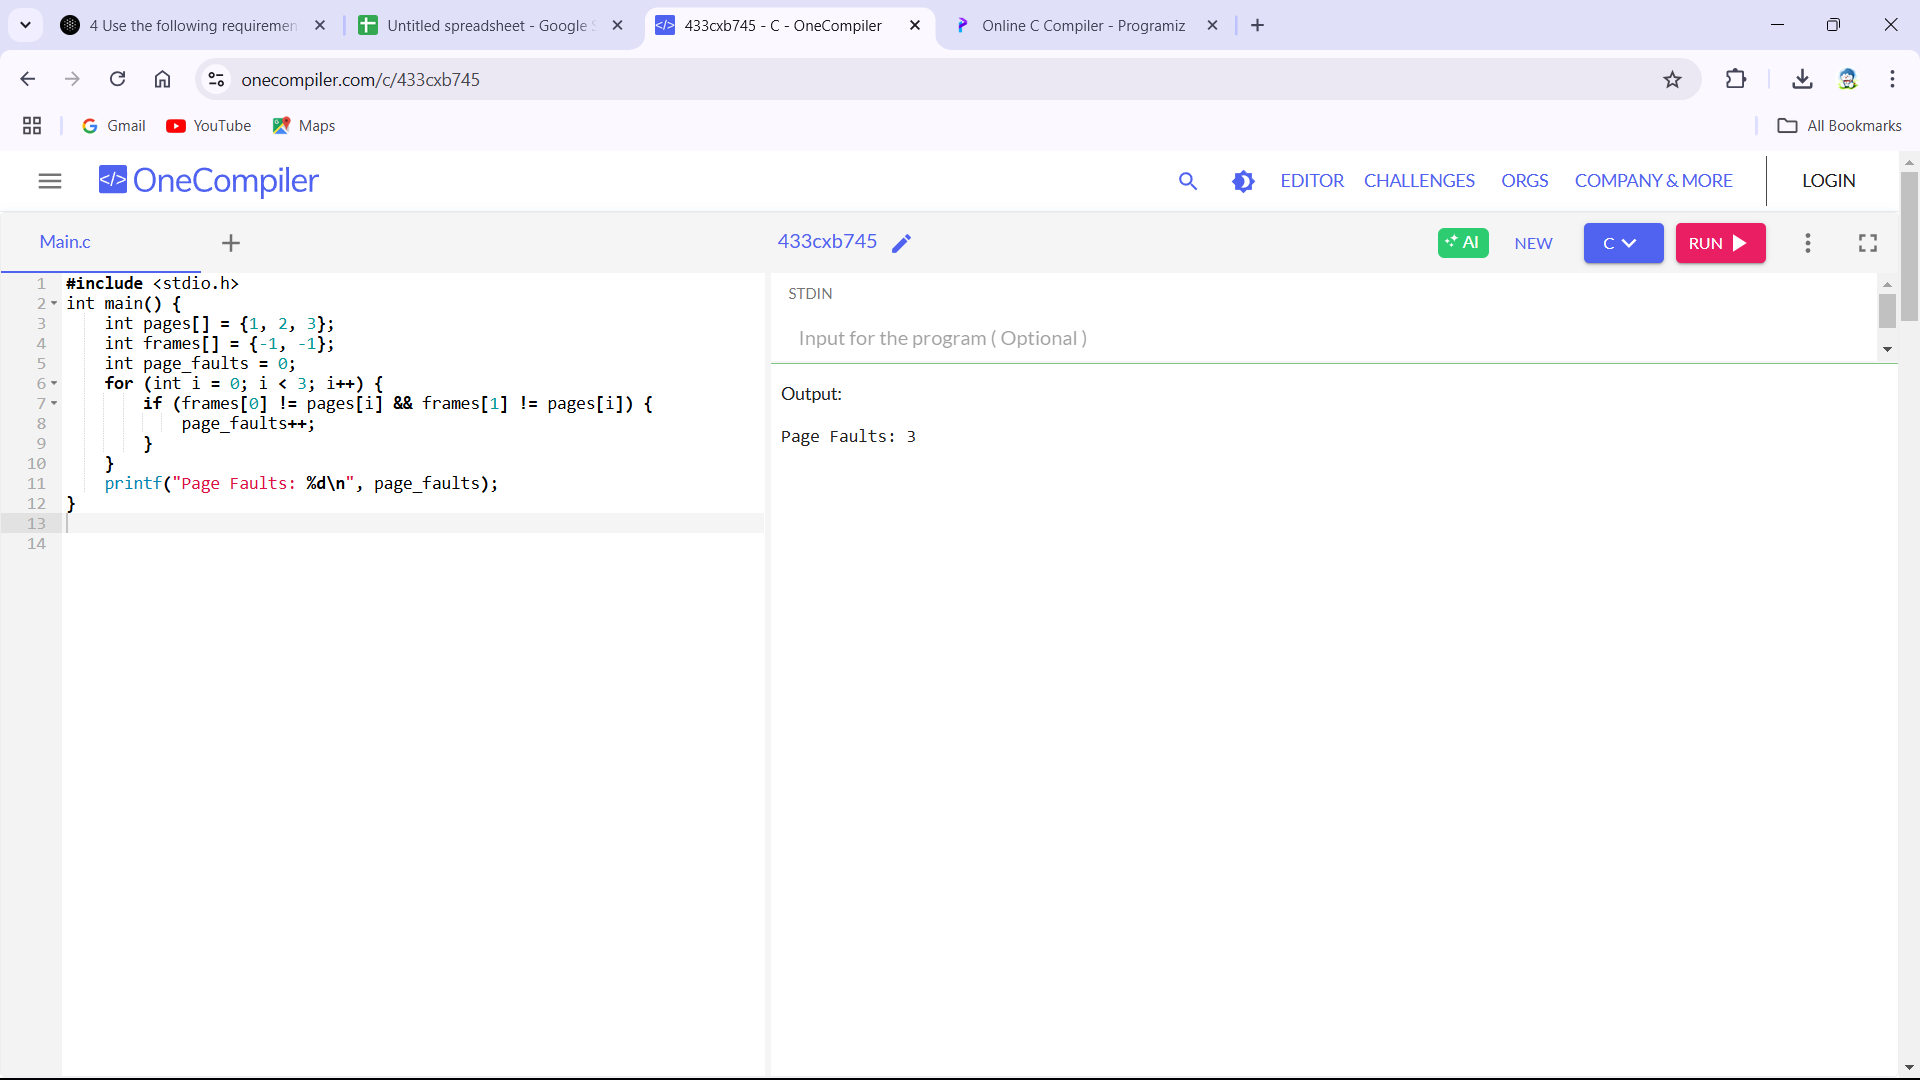 4 Use the following requiremen
Untitled spreadsheet - Google S
433cxb745 - C - OneCompiler
Online C Compiler - Programiz
onecompiler.com/c/433cxb745
Gmail
YouTube
Maps
All Bookmarks
</> OneCompiler
EDITOR
CHALLENGES
ORGS
COMPANY & MORE
LOGIN
Main.c
433cxb745
AI
NEW
C
RUN
1 #include <stdio.h>
2 int main() {
3     int pages[] = {1, 2, 3};
4     int frames[] = {-1, -1};
5     int page_faults = 0;
6     for (int i = 0; i < 3; i++) {
7         if (frames[0] != pages[i] && frames[1] != pages[i]) {
8             page_faults++;
9         }
10     }
11     printf("Page Faults: %d\n", page_faults);
12 }
13
14
STDIN
Input for the program ( Optional )
Output:
Page Faults: 3